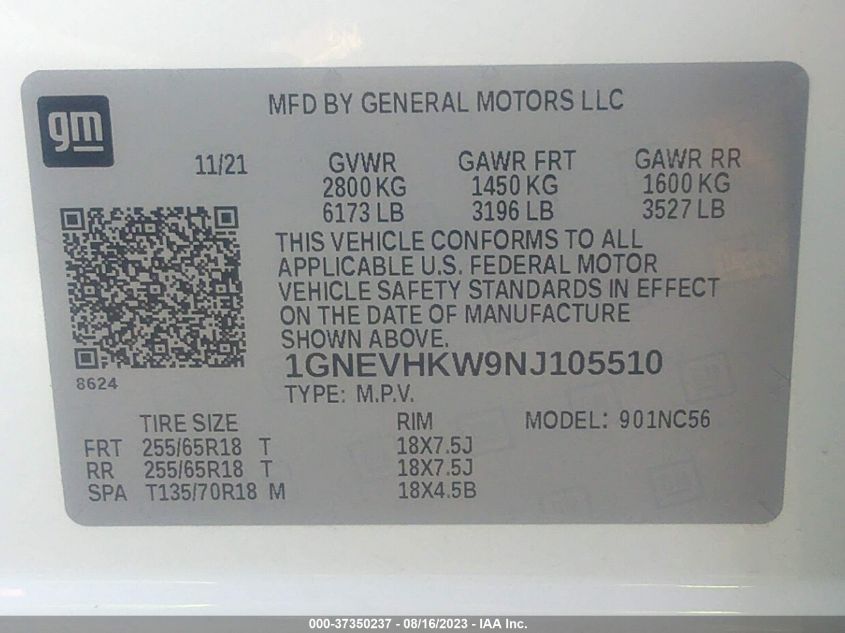 gm
MFD BY GENERAL MOTORS LLC
11/21 GVWR GAWR FRT GAWR RR
2800 KG 1450 KG 1600 KG
6173 LB 3196 LB 3527 LB
THIS VEHICLE CONFORMS TO ALL
APPLICABLE U.S. FEDERAL MOTOR
VEHICLE SAFETY STANDARDS IN EFFECT
ON THE DATE OF MANUFACTURE
SHOWN ABOVE.
1GNEVHKW9NJ105510
8624
TYPE: M.P.V.
TIRE SIZE RIM MODEL: 901NC56
FRT 255/65R18 T 18X7.5J
RR 255/65R18 T 18X7.5J
SPA T135/70R18 M 18X4.5B
000-37350237 - 08/16/2023 - IAA Inc.